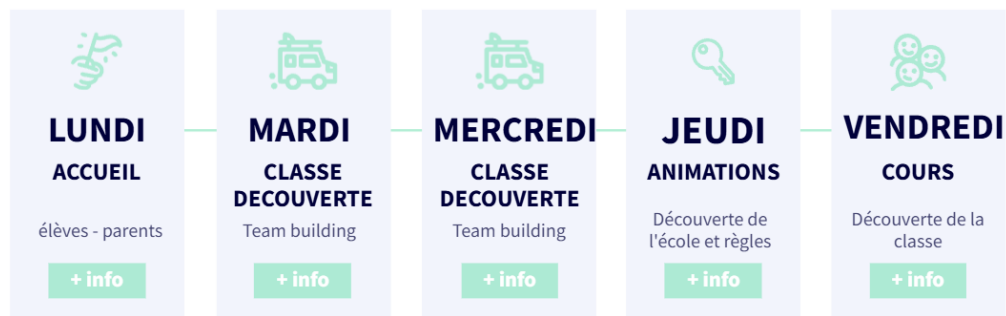 LUNDI
ACCUEIL
élèves - parents
+ info
MARDI
CLASSE
DECOUVERTE
Team building
+ info
MERCREDI
CLASSE
DECOUVERTE
Team building
+ info
JEUDI
ANIMATIONS
Découverte de
l'école et règles
+ info
VENDREDI
COURS
Découverte de la
classe
+ info